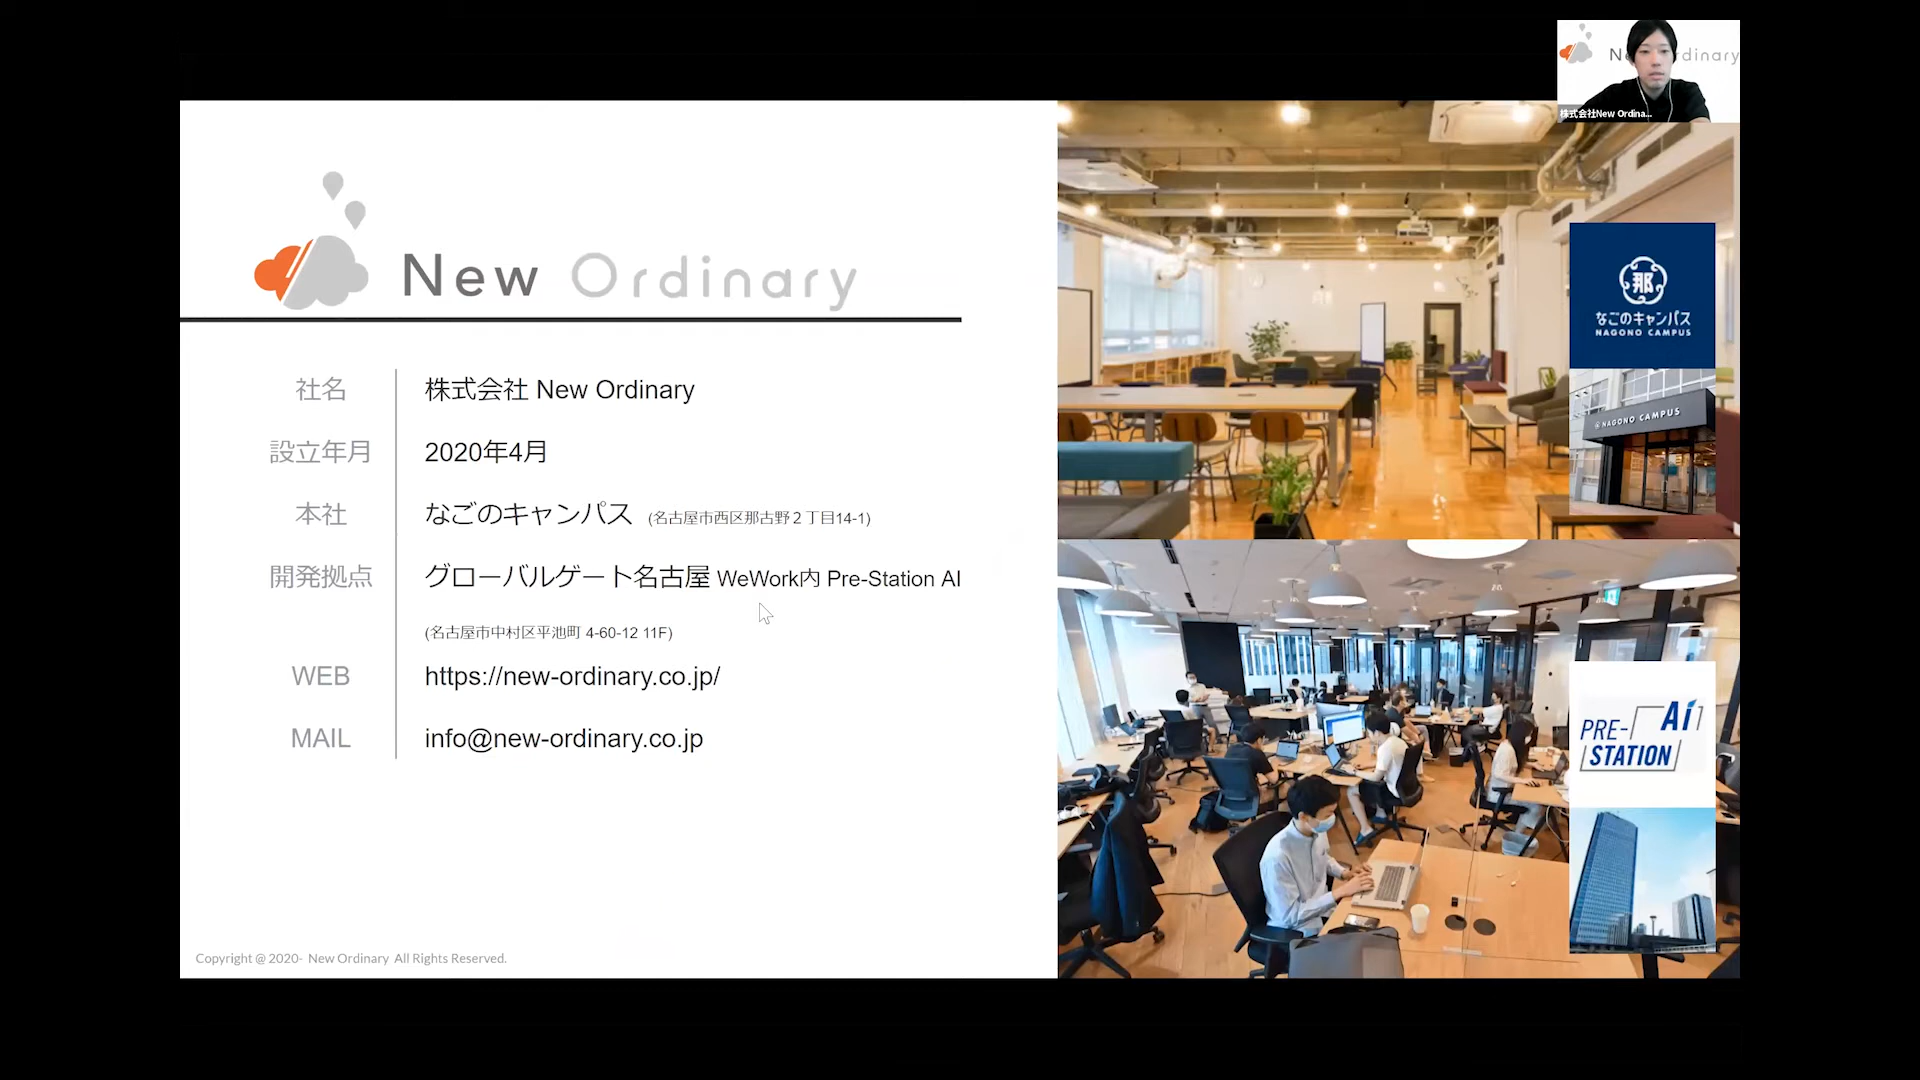 New Ordinary
社名 株式会社 New Ordinary
設立年月 2020年4月
本社 なごのキャンパス (名古屋市西区那古野2丁目14-1)
開発拠点 グローバルゲート名古屋 WeWork内 Pre-Station AI
(名古屋市中村区平池町 4-60-12 11F)
WEB https://new-ordinary.co.jp/
MAIL info@new-ordinary.co.jp
Copyright @ 2020- New Ordinary All Rights Reserved.
株式会社New Ordina...
那
なごのキャンパス
NAGONO CAMPUS
NAGONO CAMPUS
PRE- Ai
STATION